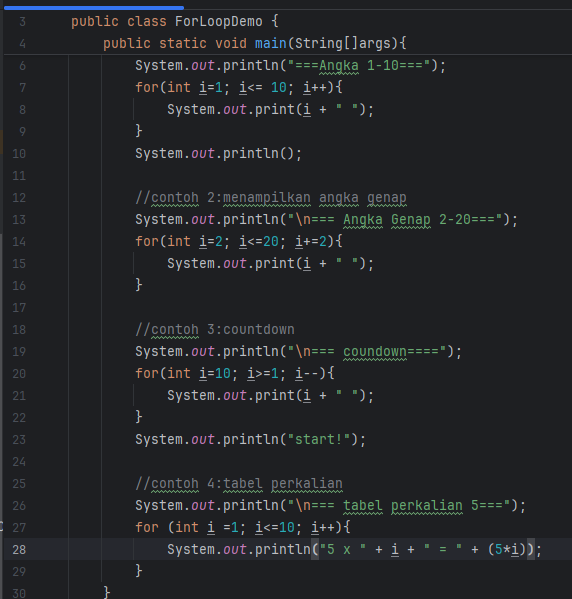 3 public class ForLoopDemo {
4 public static void main(String[]args){
6 System.out.println("===Angka 1-10===");
7 for(int i=1; i<= 10; i++){
8 System.out.print(i + " ");
9 }
10 System.out.println();
11
12 //contoh 2:menampilkan angka genap
13 System.out.println("\n=== Angka Genap 2-20===");
14 for(int i=2; i<=20; i+=2){
15 System.out.print(i + " ");
16 }
17
18 //contoh 3:countdown
19 System.out.println("\n=== coundown====");
20 for(int i=10; i>=1; i--){
21 System.out.print(i + " ");
22 }
23 System.out.println("start!");
24
25 //contoh 4:tabel perkalian
26 System.out.println("\n=== tabel perkalian 5===");
27 for (int i =1; i<=10; i++){
28 System.out.println("5 x " + i + " = " + (5*i));
29 }
30 }